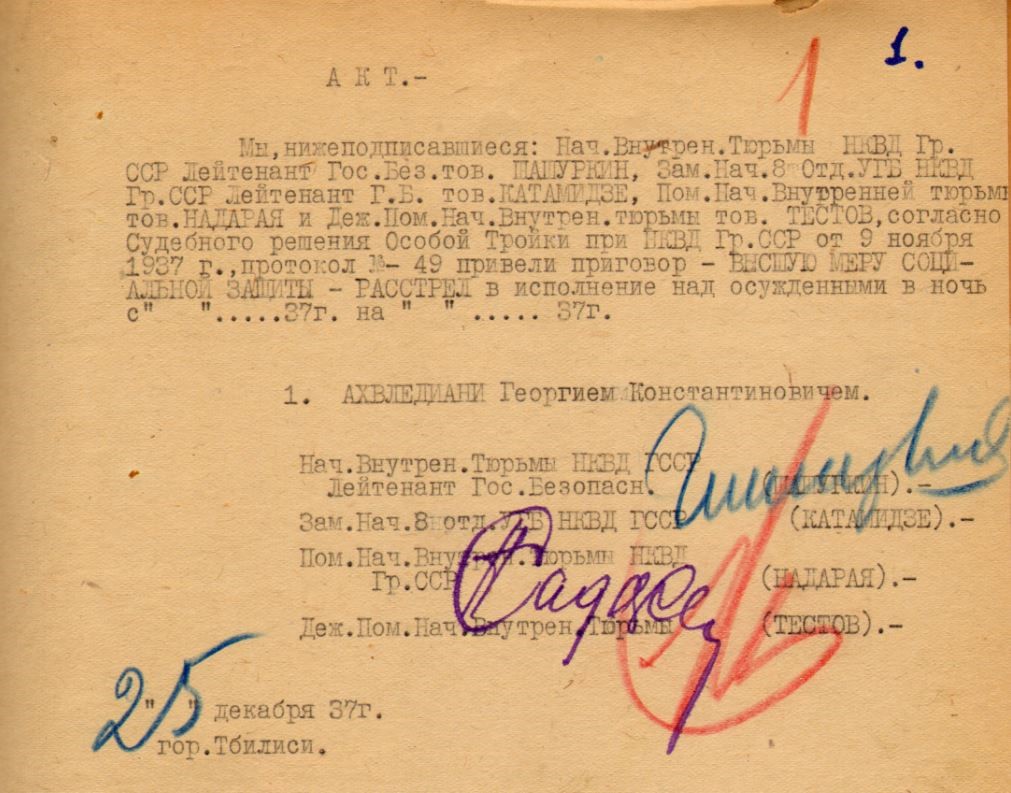 1.
1
А К Т.-
Мы,нижеподписавшиеся: Нач.Внутрен.Тюрьмы НКВД Гр.
ССР Лейтенант Гос.Без.тов. ШАШУРКИН, Зам.Нач.8 Отд.УГБ НКВД
Гр.ССР Лейтенант Г.Б. тов.КАТАМИДЗЕ, Пом.Нач.Внутренней тюрьмы
тов.НАДАРАЯ и Деж.Пом.Нач.Внутрен.тюрьмы тов. ТЕСТОВ,согласно
Судебного решения Особой Тройки при НКВД Гр.ССР от 9 ноября
1937 г.,протокол №- 49 привели приговор - ВЫСШУЮ МЕРУ СОЦИ-
АЛЬНОЙ ЗАЩИТЫ - РАССТРЕЛ в исполнение над осужденными в ночь
с" ".....37г. на " " ..... 37г.
1. АХВЛЕДИАНИ Георгием Константиновичем.
Нач.Внутрен.Тюрьмы НКВД ГССР
Лейтенант Гос.Безопасн. (ШАШУРКИН).-
Зам.Нач.8 отд.УГБ НКВД ГССР (КАТАМИДЗЕ).-
Пом.Нач.Внутрен.Тюрьмы НКВД
Гр.ССР (НАДАРАЯ).-
Деж.Пом.Нач.Внутрен.Тюрьмы (ТЕСТОВ).-
"25" декабря 37г.
гор.Тбилиси.